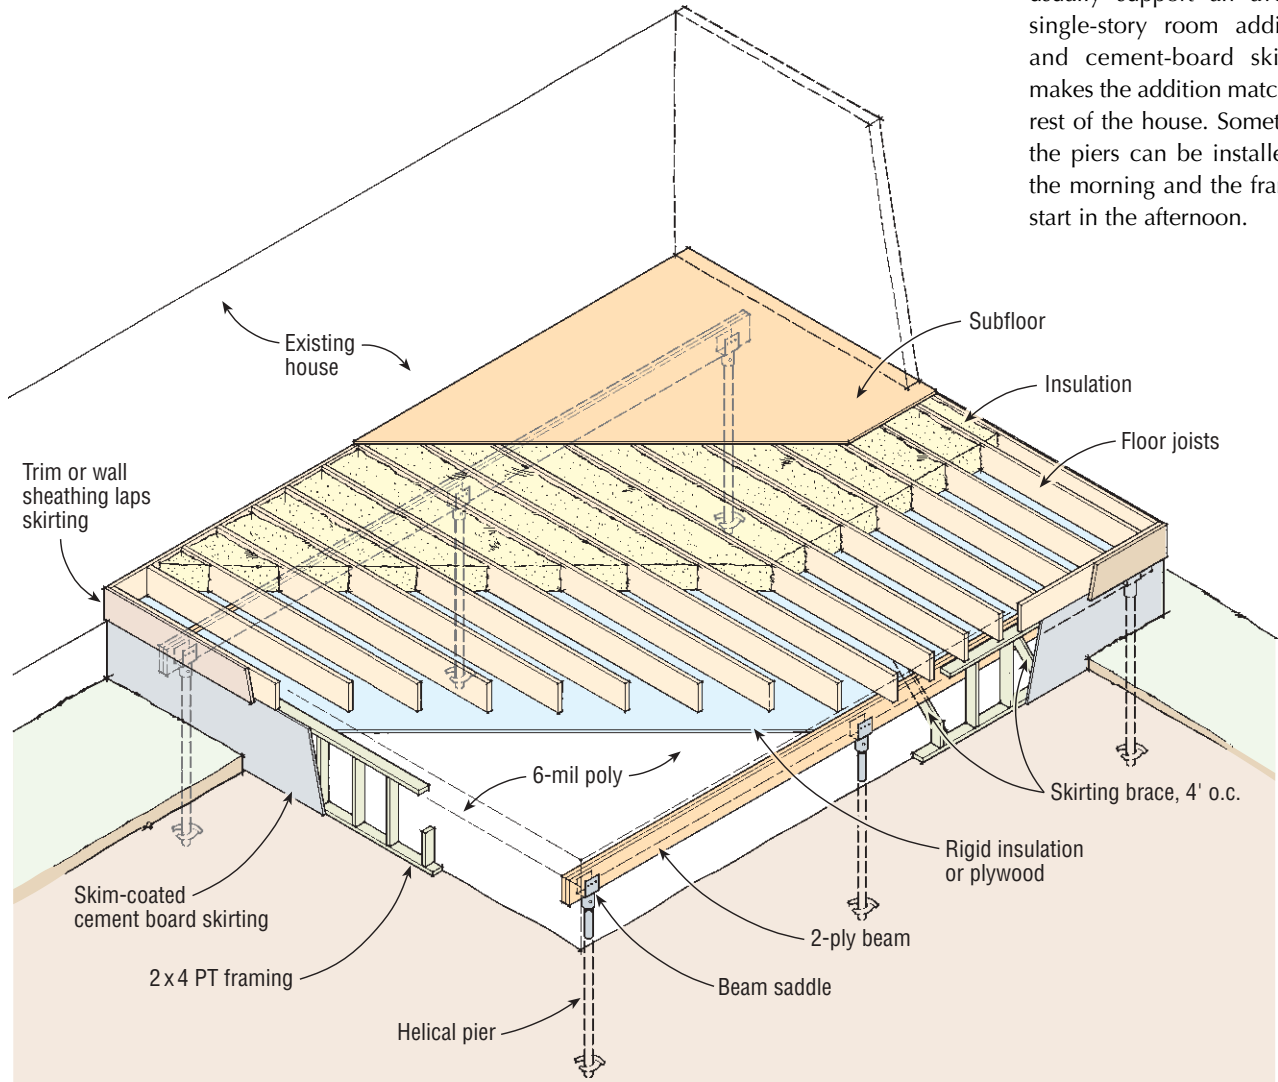 single-story room addi
and cement-board ski
makes the addition match
rest of the house. Somet
the piers can be installe
the morning and the fra
start in the afternoon.
Existing
house
Subfloor
Insulation
Floor joists
Trim or wall
sheathing laps
skirting
6-mil poly
Skirting brace, 4' o.c.
Rigid insulation
or plywood
Skim-coated
cement board skirting
2-ply beam
2x4 PT framing
Beam saddle
Helical pier